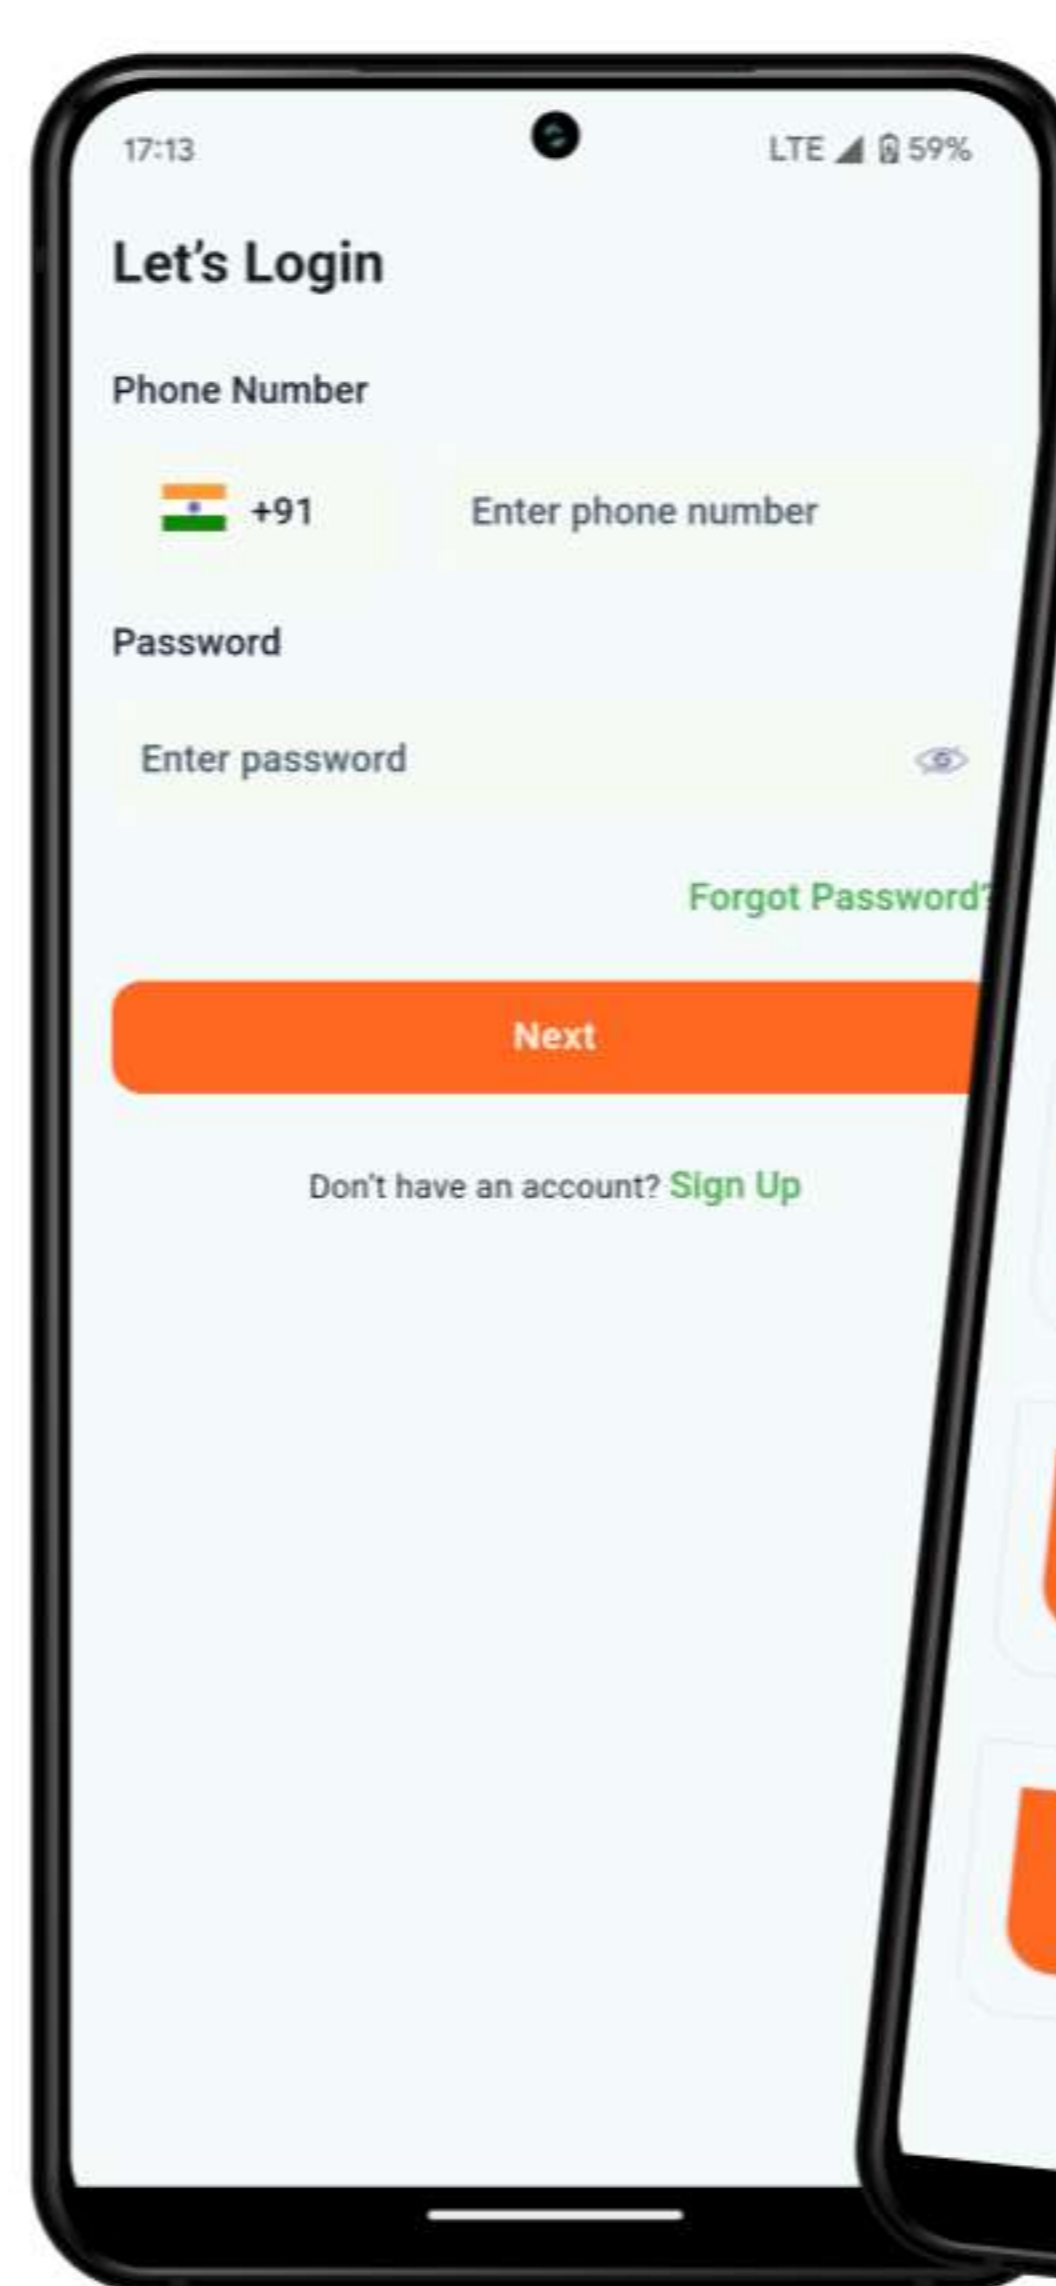 17:13 LTE 59%
Let's Login
Phone Number
+91 Enter phone number
Password
Enter password
Forgot Password?
Next
Don't have an account? Sign Up